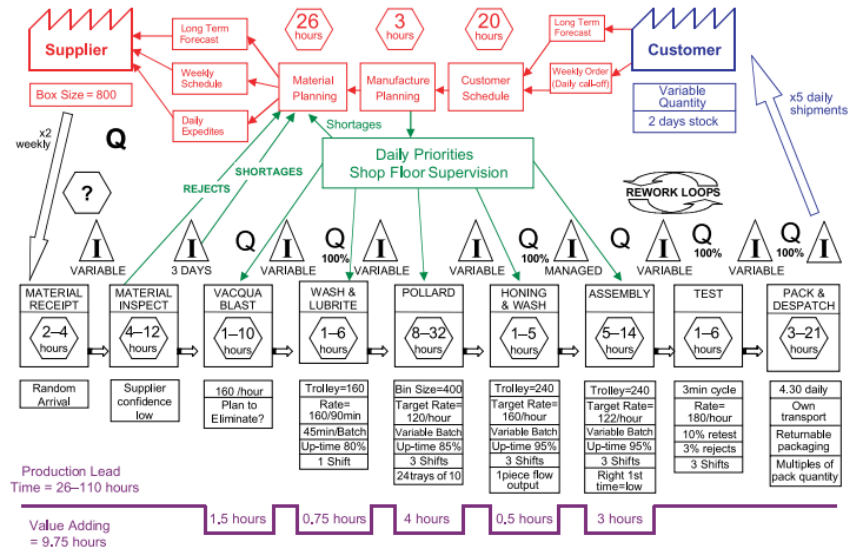 26
hours
3
hours
20
hours
Supplier
Long Term
Forecast
Weekly
Schedule
Daily
Expedites
Material
Planning
Manufacture
Planning
Customer
Schedule
Long Term
Forecast
Weekly Order
(Daily call-off)
Customer
Box Size = 800
Variable
Quantity
2 days stock
x5 daily
shipments
x2
weekly
Q
?
Shortages
REJECTS
SHORTAGES
Daily Priorities
Shop Floor Supervision
REWORK LOOPS
I
VARIABLE
I
3 DAYS
Q
I
VARIABLE
Q
100%
I
VARIABLE
I
VARIABLE
Q
100%
I
MANAGED
Q
I
VARIABLE
Q
100%
I
VARIABLE
Q
100%
I
MATERIAL
RECEIPT
2–4
hours
MATERIAL
INSPECT
4–12
hours
VACQUA
BLAST
1–10
hours
WASH &
LUBRITE
1–6
hours
POLLARD
8–32
hours
HONING
& WASH
1–5
hours
ASSEMBLY
5–14
hours
TEST
1–6
hours
PACK &
DESPATCH
3–21
hours
Random
Arrival
Supplier
confidence
low
160 /hour
Plan to
Eliminate?
Trolley=160
Rate=
160/90min
45min/Batch
Up-time 80%
1 Shift
Bin Size=400
Target Rate=
120/hour
Variable Batch
Up-time 85%
3 Shifts
24trays of 10
Trolley=240
Target Rate=
160/hour
Variable Batch
Up-time 95%
3 Shifts
1piece flow
output
Trolley=240
Target Rate=
122/hour
Variable Batch
Up-time 95%
3 Shifts
Right 1st
time=low
3min cycle
Rate=
180/hour
10% retest
3% rejects
3 Shifts
4.30 daily
Own
transport
Returnable
packaging
Multiples of
pack quantity
Production Lead
Time = 26–110 hours
Value Adding
= 9.75 hours
1.5 hours
0.75 hours
4 hours
0.5 hours
3 hours